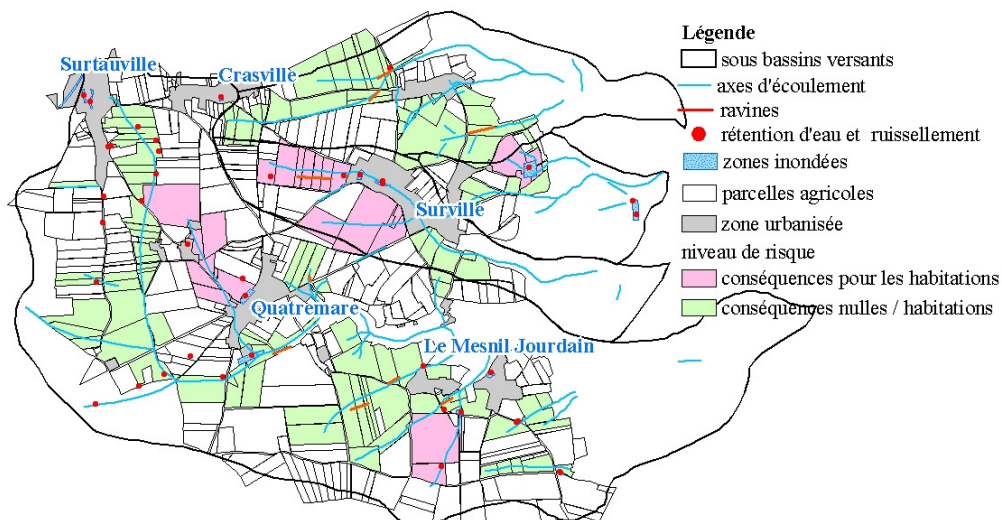 Surtauville
Crasville
Surville
Quatremare
Le Mesnil Jourdain
Légende
sous bassins versants
axes d'écoulement
ravines
rétention d'eau et ruissellement
zones inondées
parcelles agricoles
zone urbanisée
niveau de risque
conséquences pour les habitations
conséquences nulles / habitations